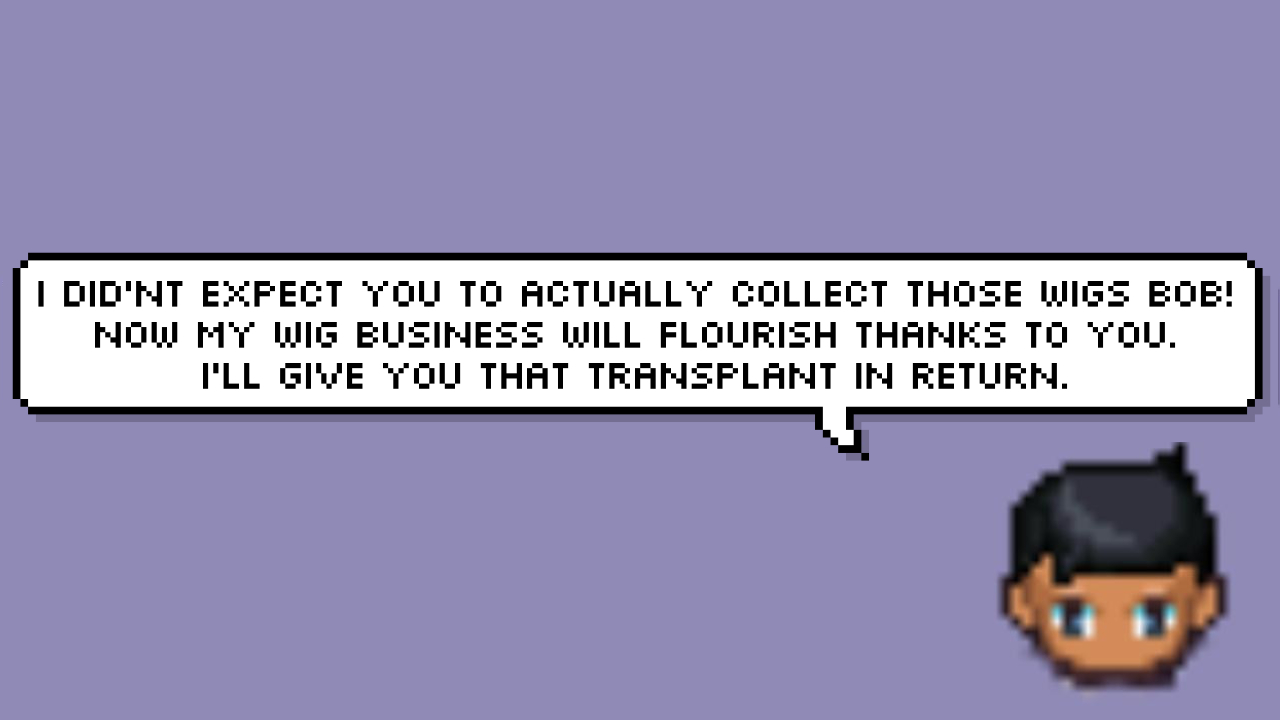 I DID'NT EXPECT YOU TO ACTUALLY COLLECT THOSE WIGS BOB!
NOW MY WIG BUSINESS WILL FLOURISH THANKS TO YOU.
I'LL GIVE YOU THAT TRANSPLANT IN RETURN.